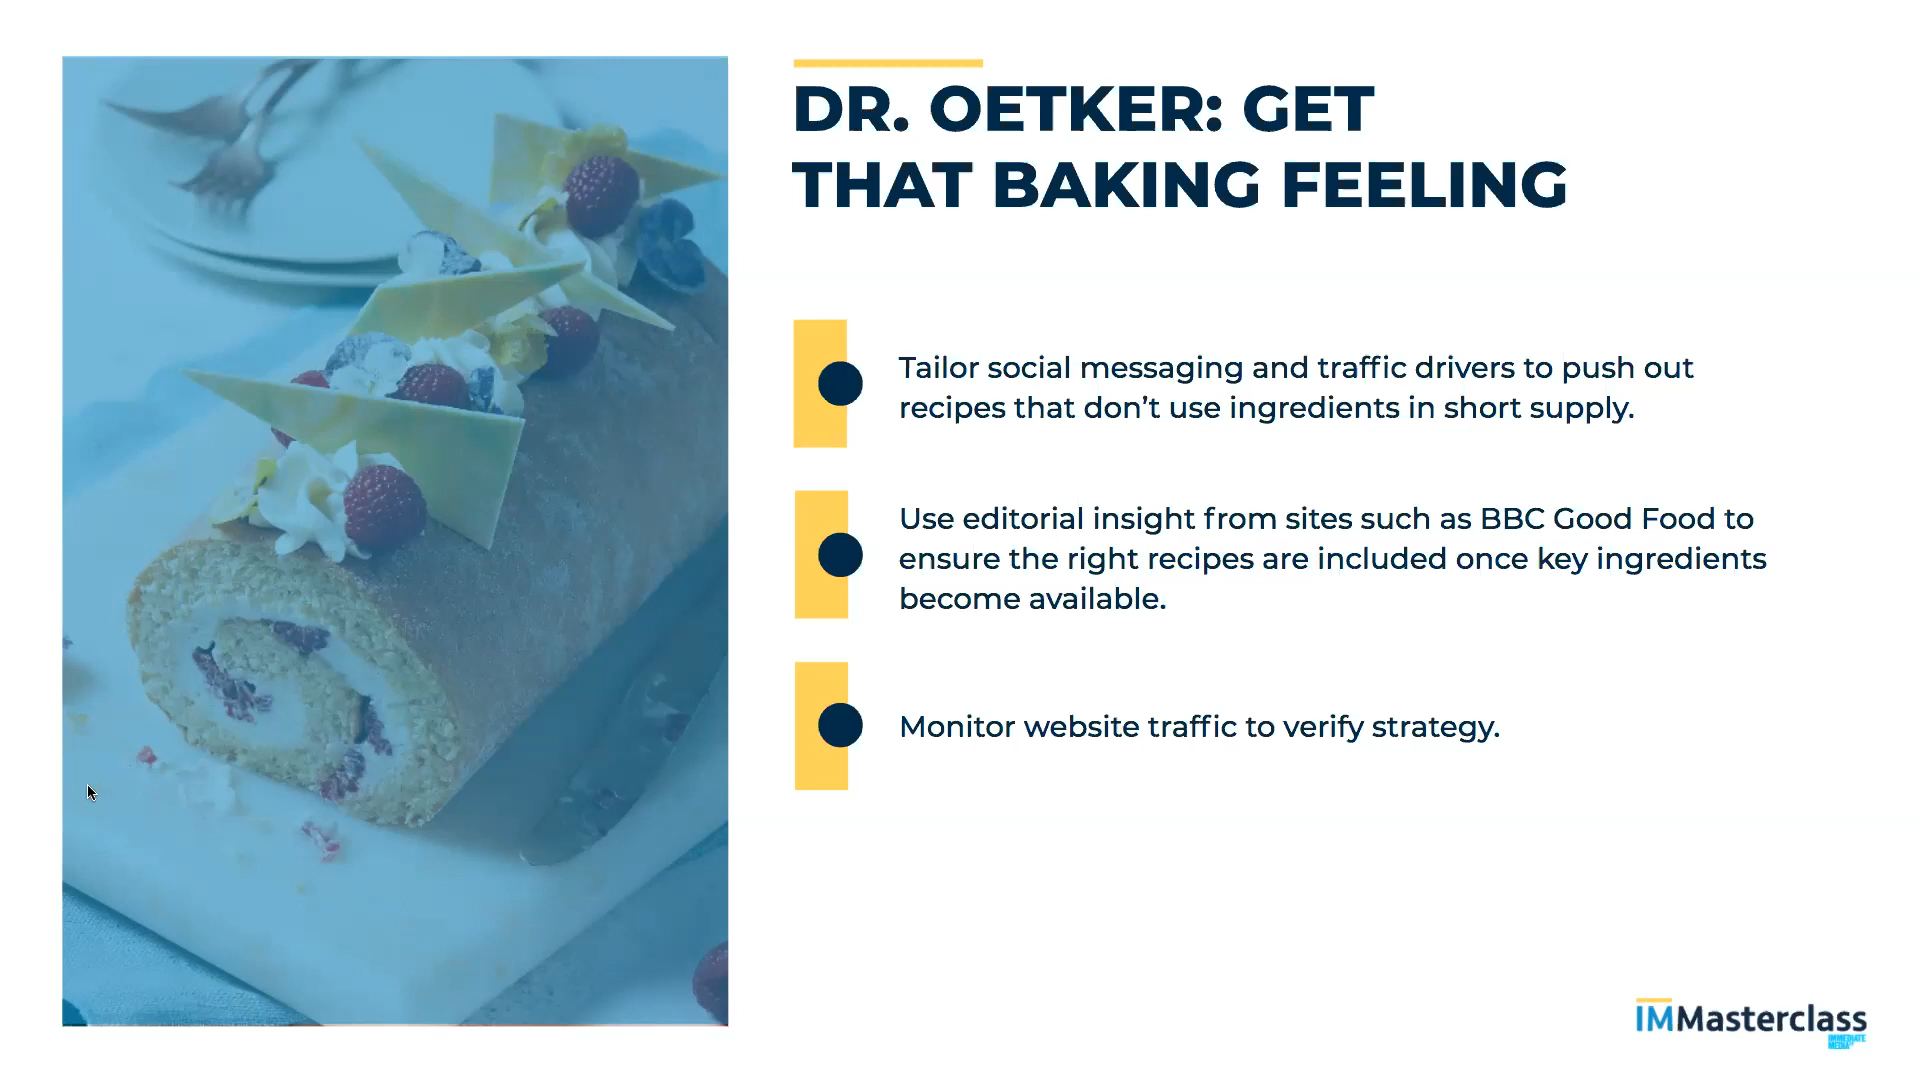 DR. OETKER: GET
THAT BAKING FEELING
Tailor social messaging and traffic drivers to push out
recipes that don’t use ingredients in short supply.
Use editorial insight from sites such as BBC Good Food to
ensure the right recipes are included once key ingredients
become available.
Monitor website traffic to verify strategy.
IMMasterclass
IMMEDIATE
MEDIA